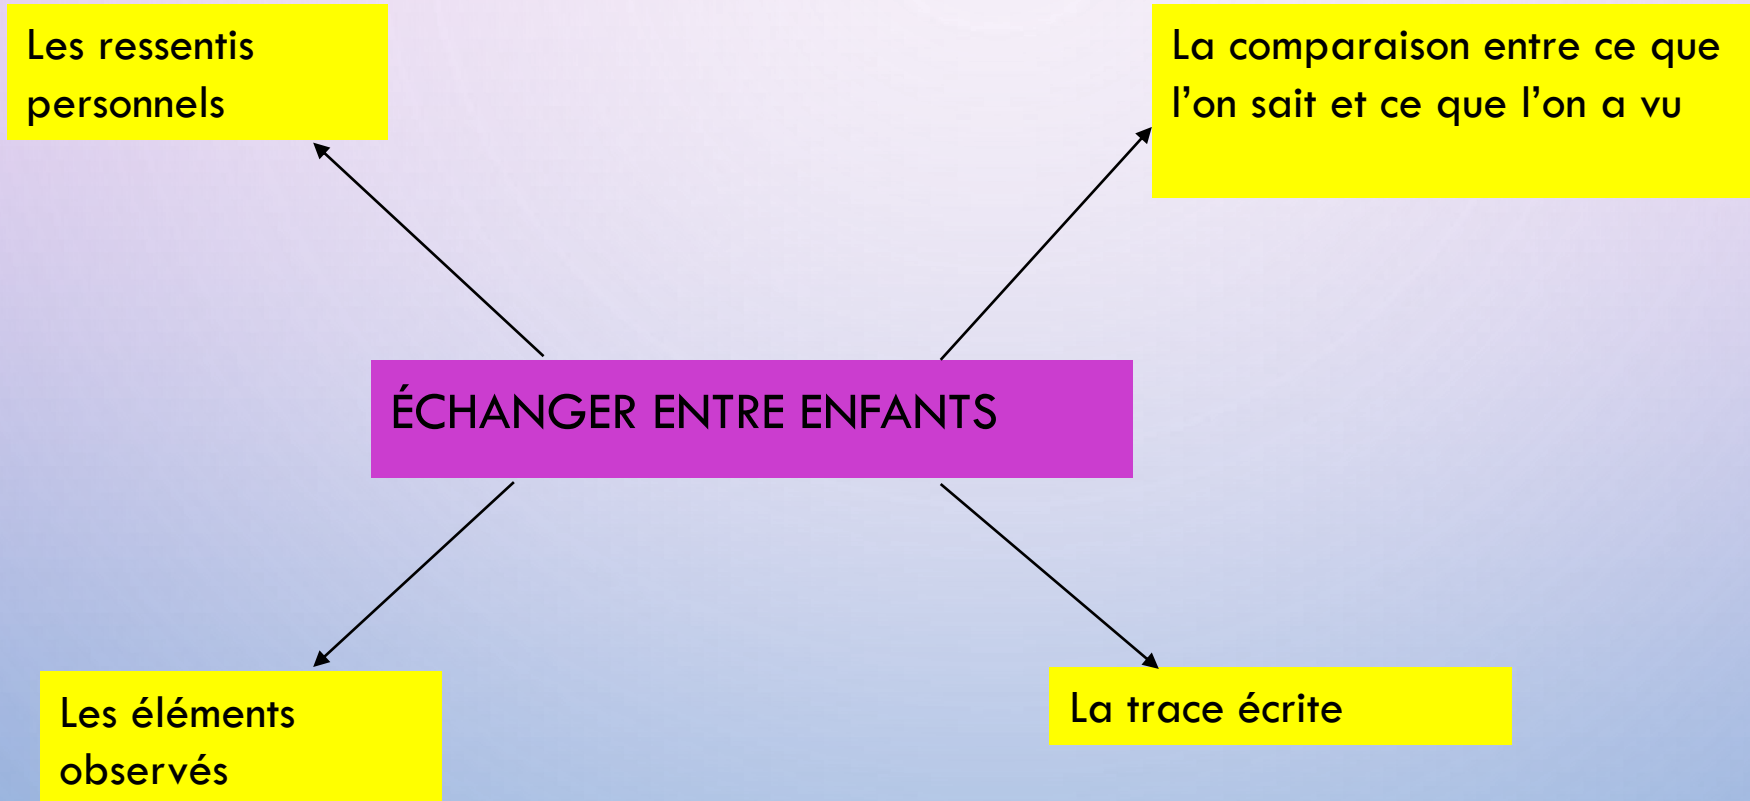 Les ressentis
personnels
La comparaison entre ce que
l’on sait et ce que l’on a vu
ÉCHANGER ENTRE ENFANTS
Les éléments
observés
La trace écrite